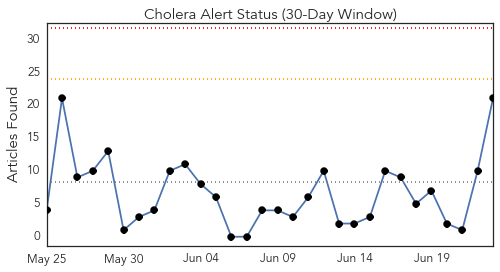 Cholera Alert Status (30-Day Window)
Articles Found
30
25
20
15
10
5
0
May 25 May 30 Jun 04 Jun 09 Jun 14 Jun 19